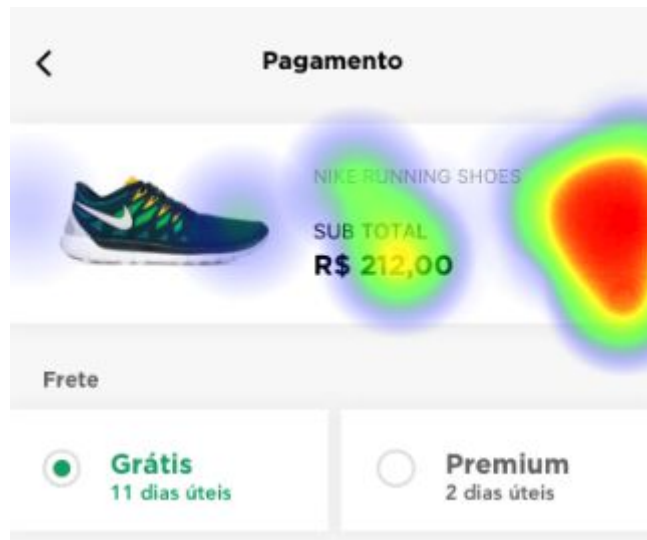 Pagamento
NIKE RUNNING SHOES
SUB TOTAL
R$ 212,00
Frete
Grátis
11 dias úteis
Premium
2 dias úteis